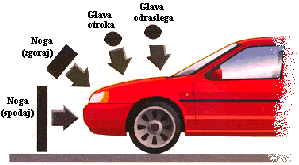 Glava
odraslega
Glava
otroka
Noga
(zgoraj)
Noga
(spodaj)